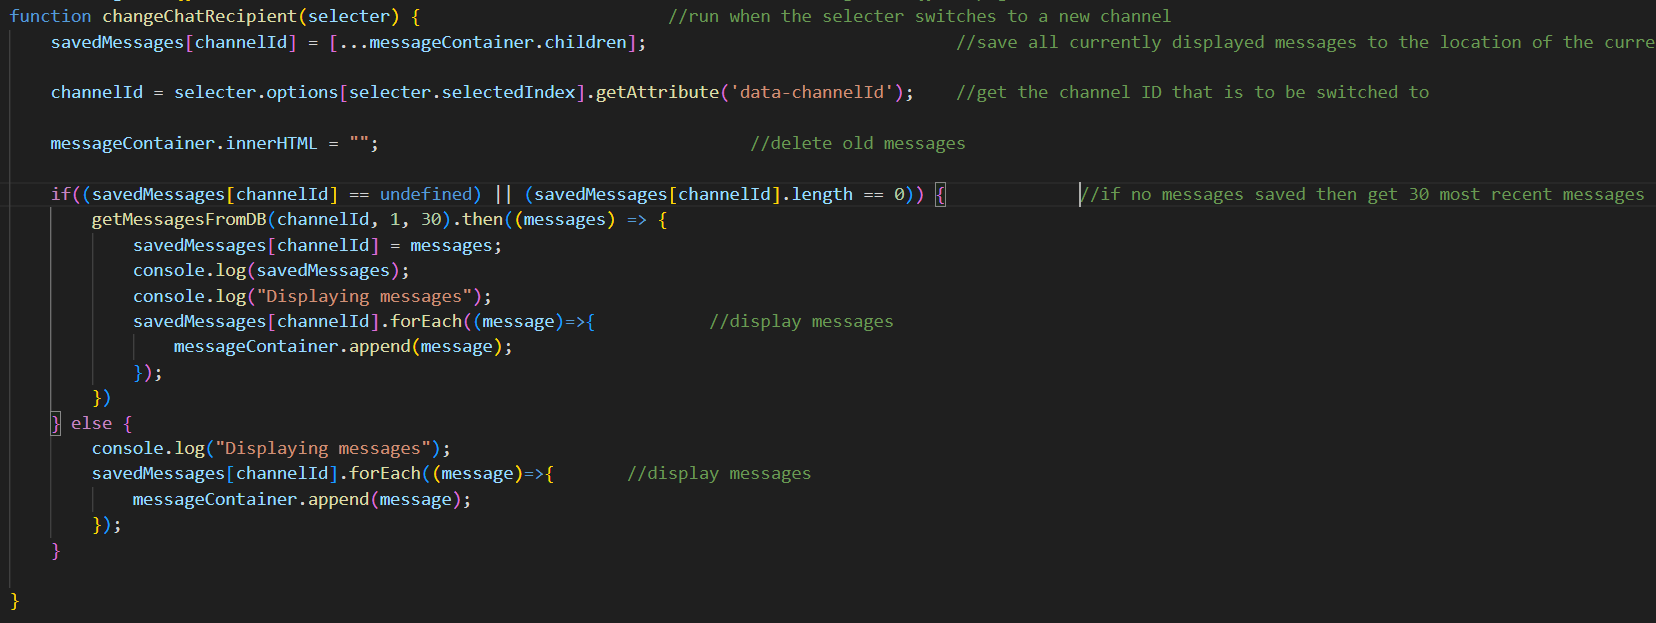 function changeChatRecipient(selecter) { //run when the selecter switches to a new channel
savedMessages[channelId] = [...messageContainer.children]; //save all currently displayed messages to the location of the curre
channelId = selecter.options[selecter.selectedIndex].getAttribute('data-channelId'); //get the channel ID that is to be switched to
messageContainer.innerHTML = ""; //delete old messages
if((savedMessages[channelId] == undefined) || (savedMessages[channelId].length == 0)) { //if no messages saved then get 30 most recent messages
getMessagesFromDB(channelId, 1, 30).then((messages) => {
savedMessages[channelId] = messages;
console.log(savedMessages);
console.log("Displaying messages");
savedMessages[channelId].forEach((message)=>{ //display messages
messageContainer.append(message);
});
})
} else {
console.log("Displaying messages");
savedMessages[channelId].forEach((message)=>{ //display messages
messageContainer.append(message);
});
}
}